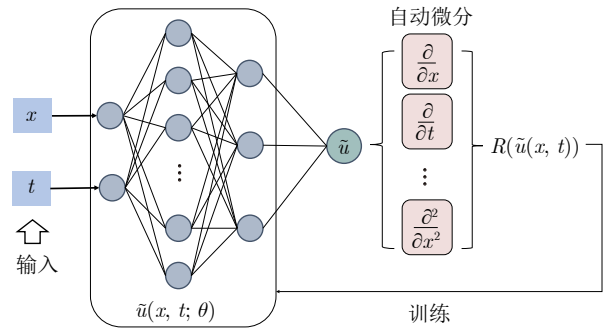 自动微分
∂/∂x
x
∂/∂t
ũ
R(ũ(x, t))
t
∂²/∂x²
输入
ũ(x, t; θ)
训练